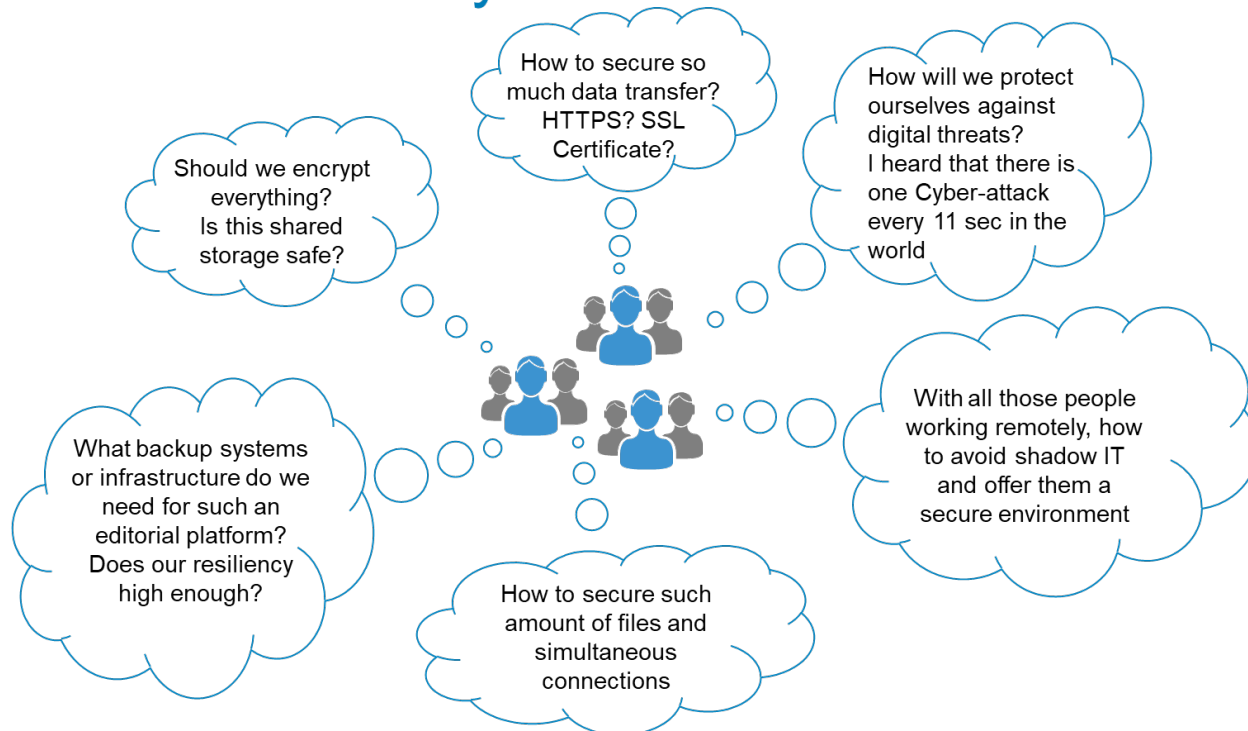 How to secure so
much data transfer?
HTTPS? SSL
Certificate?
How will we protect
ourselves against
digital threats?
I heard that there is
one Cyber-attack
every 11 sec in the
world
Should we encrypt
everything?
Is this shared
storage safe?
With all those people
working remotely, how
to avoid shadow IT
and offer them a
secure environment
What backup systems
or infrastructure do we
need for such an
editorial platform?
Does our resiliency
high enough?
How to secure such
amount of files and
simultaneous
connections